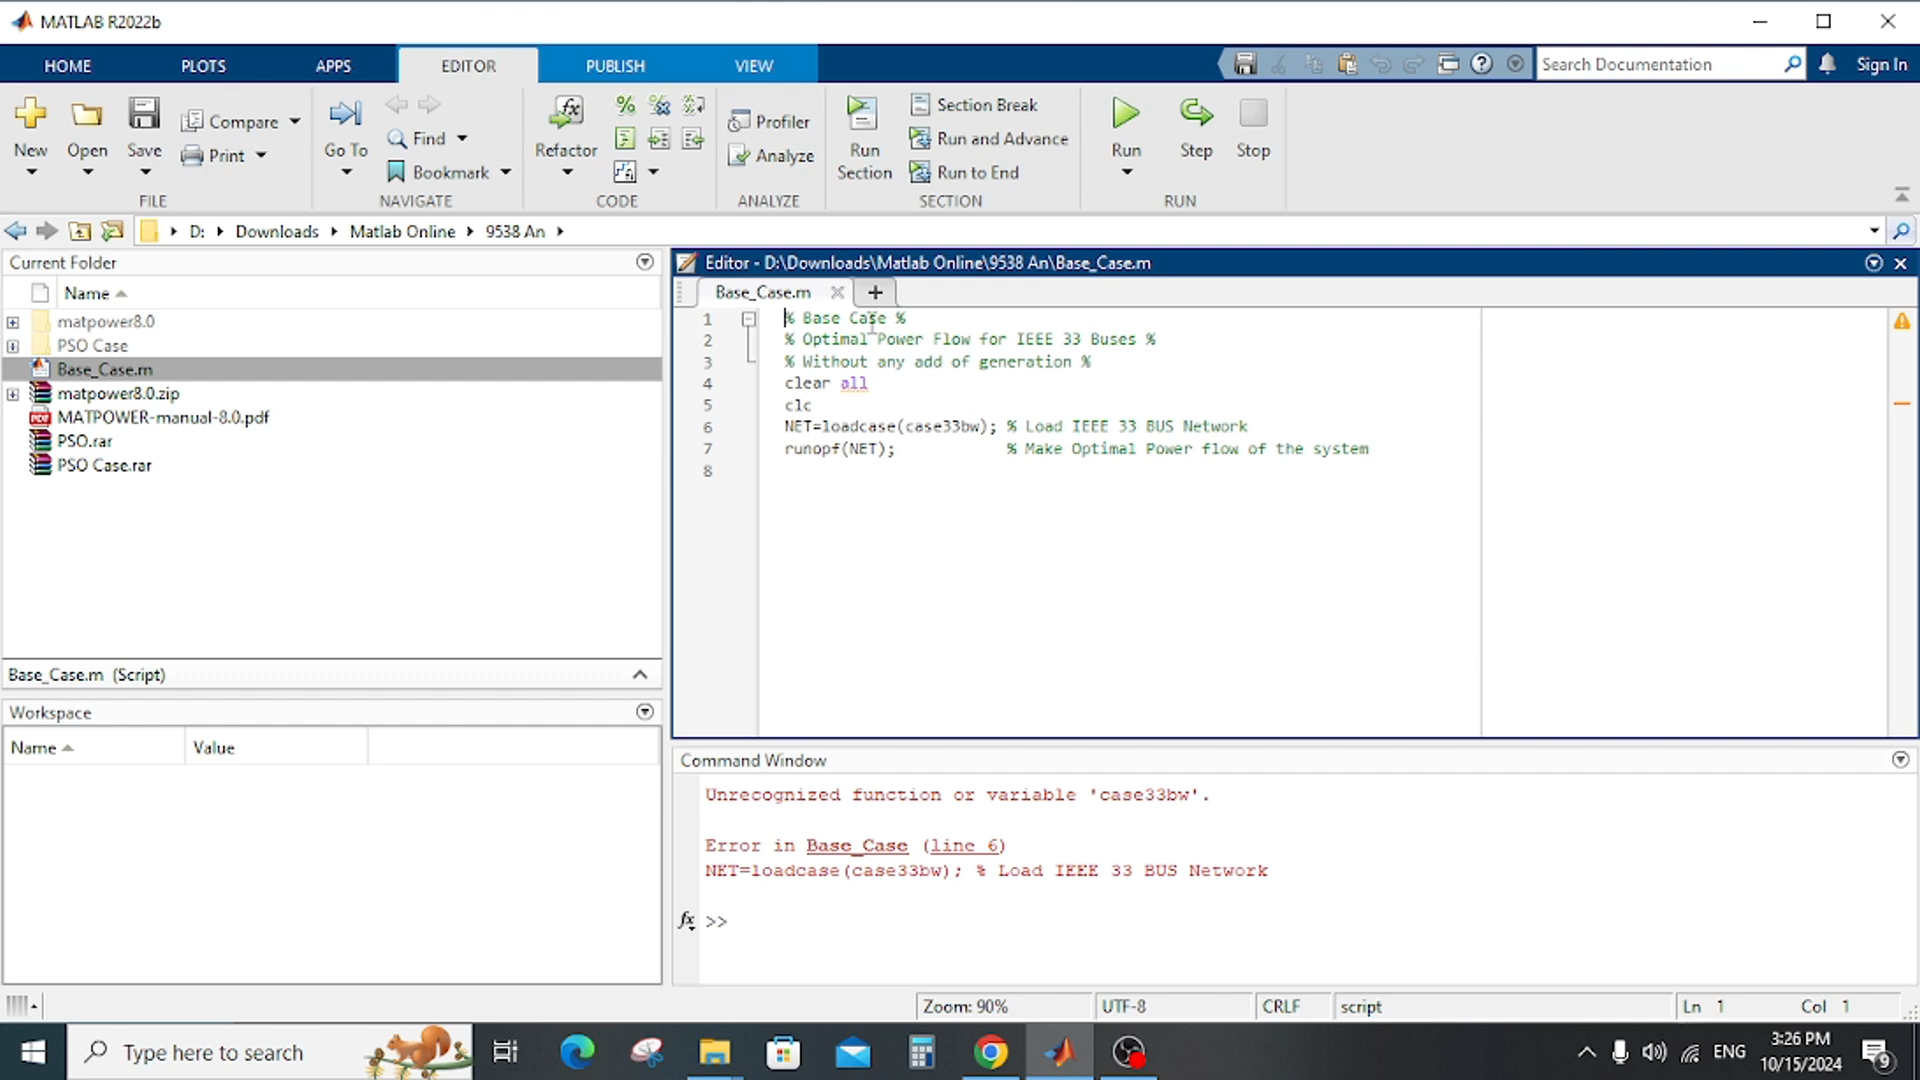 MATLAB R2022b
HOME PLOTS APPS EDITOR PUBLISH VIEW
Search Documentation Sign In
New Open Save Compare Print
FILE
Go To Find Bookmark
NAVIGATE
Refactor
CODE
Profiler
Analyze
ANALYZE
Run Section
Section Break
Run and Advance
Run to End
SECTION
Run Step Stop
RUN
D: Downloads Matlab Online 9538 An
Current Folder
Name
matpower8.0
PSO Case
Base_Case.m
matpower8.0.zip
MATPOWER-manual-8.0.pdf
PSO.rar
PSO Case.rar
Base_Case.m (Script)
Workspace
Name Value
Editor - D:\Downloads\Matlab Online\9538 An\Base_Case.m
Base_Case.m
1 % Base Case %
2 % Optimal Power Flow for IEEE 33 Buses %
3 % Without any add of generation %
4 clear all
5 clc
6 NET=loadcase(case33bw); % Load IEEE 33 BUS Network
7 runopf(NET); % Make Optimal Power flow of the system
8
Command Window
Unrecognized function or variable 'case33bw'.
Error in Base_Case (line 6)
NET=loadcase(case33bw); % Load IEEE 33 BUS Network
fx >>
Zoom: 90% UTF-8 CRLF script Ln 1 Col 1
Type here to search
ENG
3:26 PM
10/15/2024
9